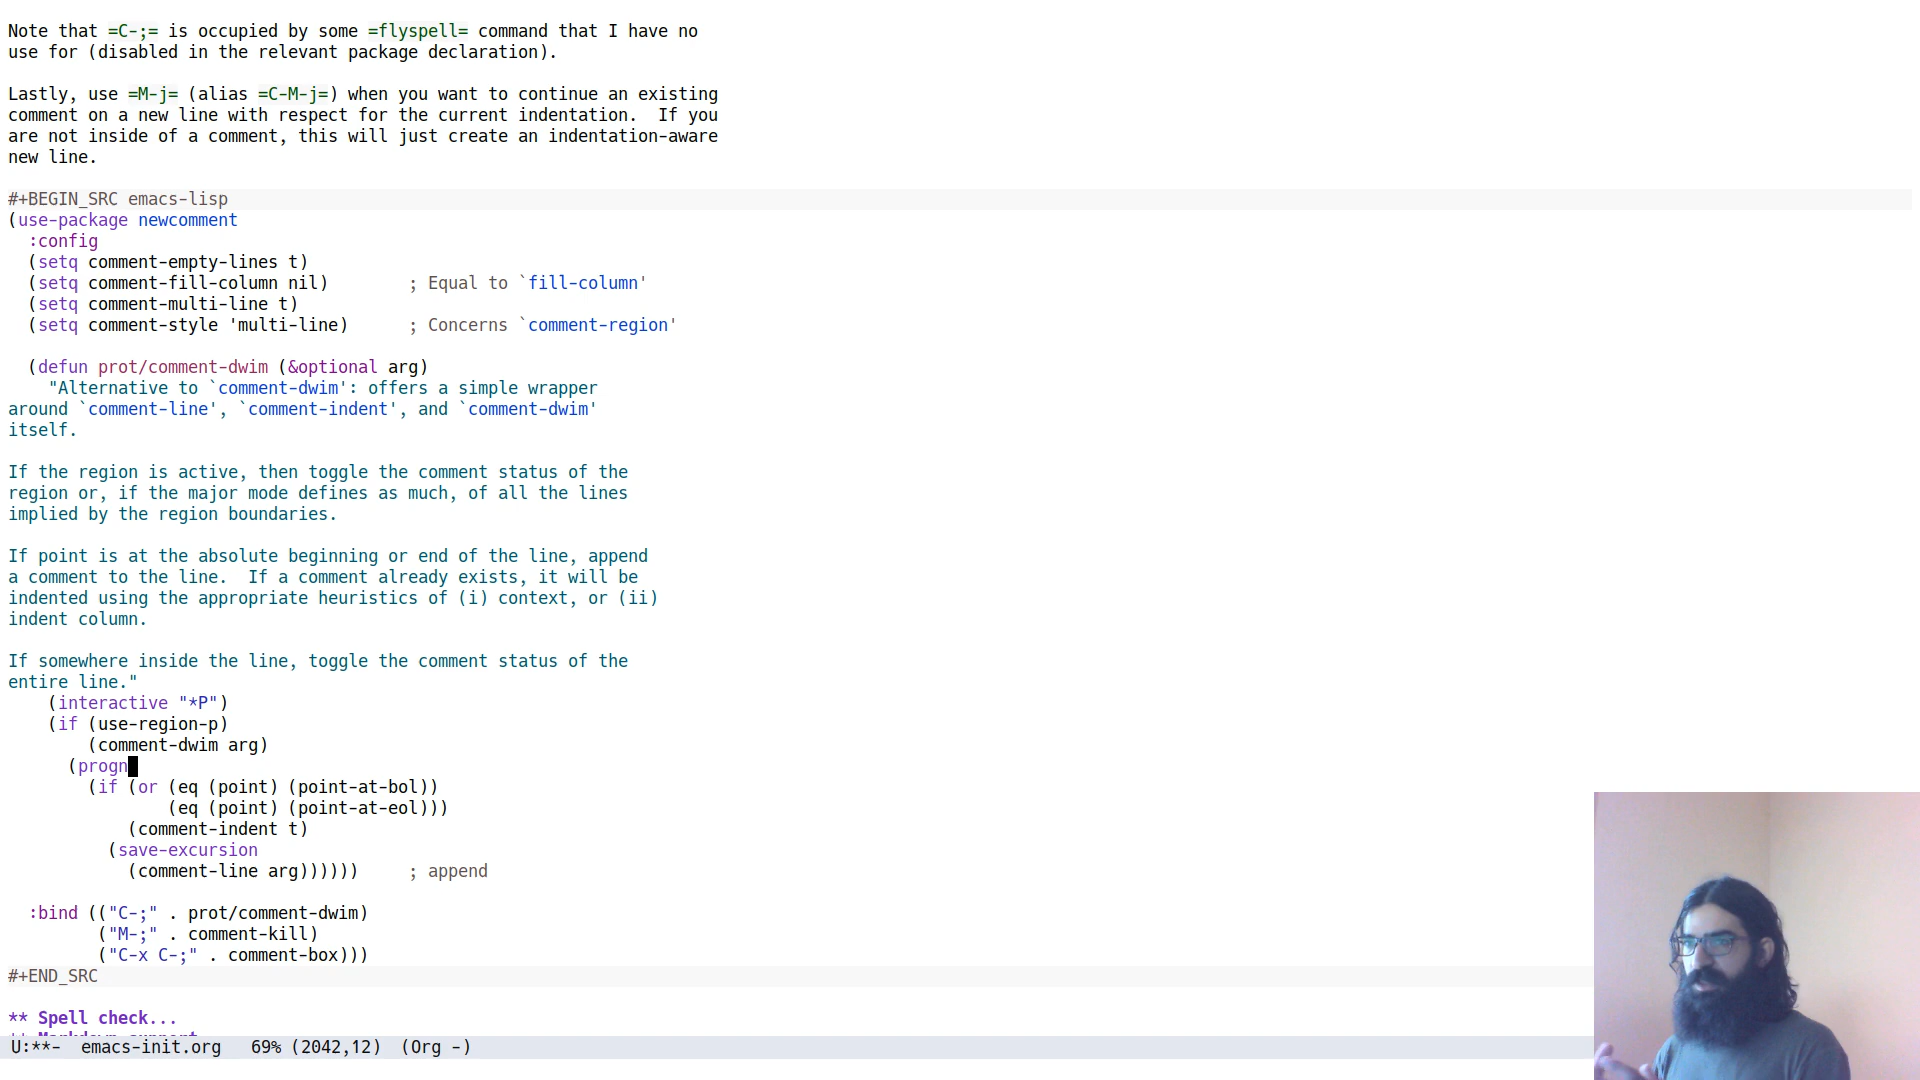 Note that =C-;= is occupied by some =flyspell= command that I have no
use for (disabled in the relevant package declaration).
Lastly, use =M-j= (alias =C-M-j=) when you want to continue an existing
comment on a new line with respect for the current indentation.  If you
are not inside of a comment, this will just create an indentation-aware
new line.
#+BEGIN_SRC emacs-lisp
(use-package newcomment
  :config
  (setq comment-empty-lines t)
  (setq comment-fill-column nil)        ; Equal to `fill-column'
  (setq comment-multi-line t)
  (setq comment-style 'multi-line)      ; Concerns `comment-region'
  (defun prot/comment-dwim (&optional arg)
    "Alternative to `comment-dwim': offers a simple wrapper
around `comment-line', `comment-indent', and `comment-dwim'
itself.
If the region is active, then toggle the comment status of the
region or, if the major mode defines as much, of all the lines
implied by the region boundaries.
If point is at the absolute beginning or end of the line, append
a comment to the line.  If a comment already exists, it will be
indented using the appropriate heuristics of (i) context, or (ii)
indent column.
If somewhere inside the line, toggle the comment status of the
entire line."
    (interactive "*P")
    (if (use-region-p)
        (comment-dwim arg)
      (progn
        (if (or (eq (point) (point-at-bol))
                (eq (point) (point-at-eol)))
            (comment-indent t)
          (save-excursion
            (comment-line arg))))))     ; append
  :bind (("C-;" . prot/comment-dwim)
         ("M-;" . comment-kill)
         ("C-x C-;" . comment-box)))
#+END_SRC
** Spell check...
** Markdown support
U:**-  emacs-init.org   69% (2042,12)  (Org -)